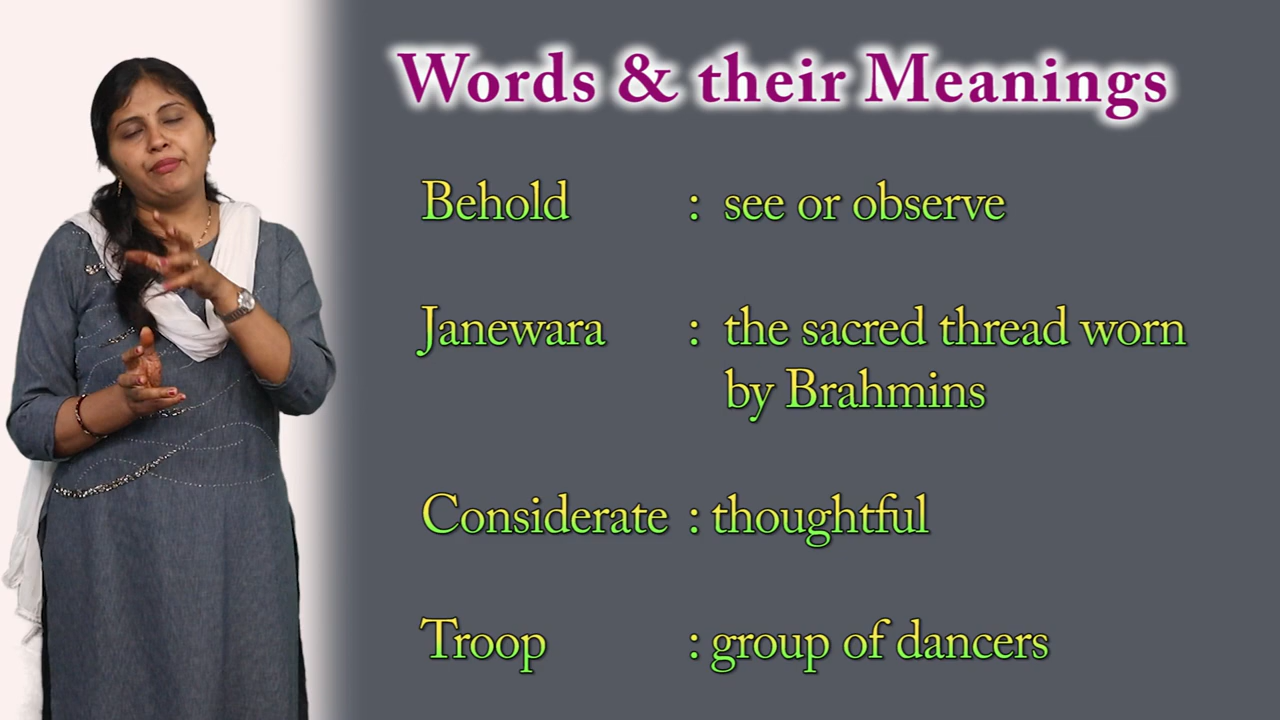 Words & their Meanings
Behold : see or observe
Janewara : the sacred thread worn
by Brahmins
Considerate : thoughtful
Troop : group of dancers